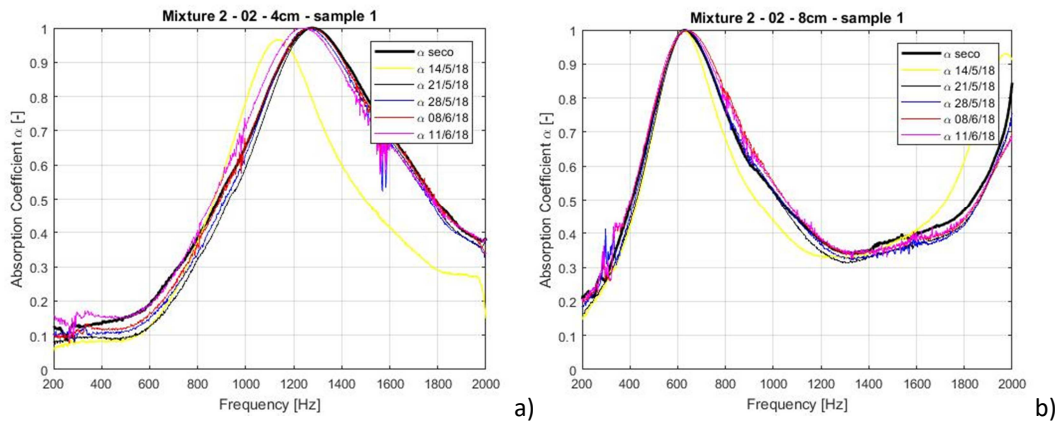 Mixture 2 - 02 - 4cm - sample 1
1
0.9
0.8
0.7
0.6
0.5
0.4
0.3
0.2
0.1
0
Absorption Coefficient α [-]
α seco
α 14/5/18
α 21/5/18
α 28/5/18
α 08/6/18
α 11/6/18
200 400 600 800 1000 1200 1400 1600 1800 2000
Frequency [Hz]
a)
Mixture 2 - 02 - 8cm - sample 1
1
0.9
0.8
0.7
0.6
0.5
0.4
0.3
0.2
0.1
0
Absorption Coefficient α [-]
α seco
α 14/5/18
α 21/5/18
α 28/5/18
α 08/6/18
α 11/6/18
200 400 600 800 1000 1200 1400 1600 1800 2000
Frequency [Hz]
b)